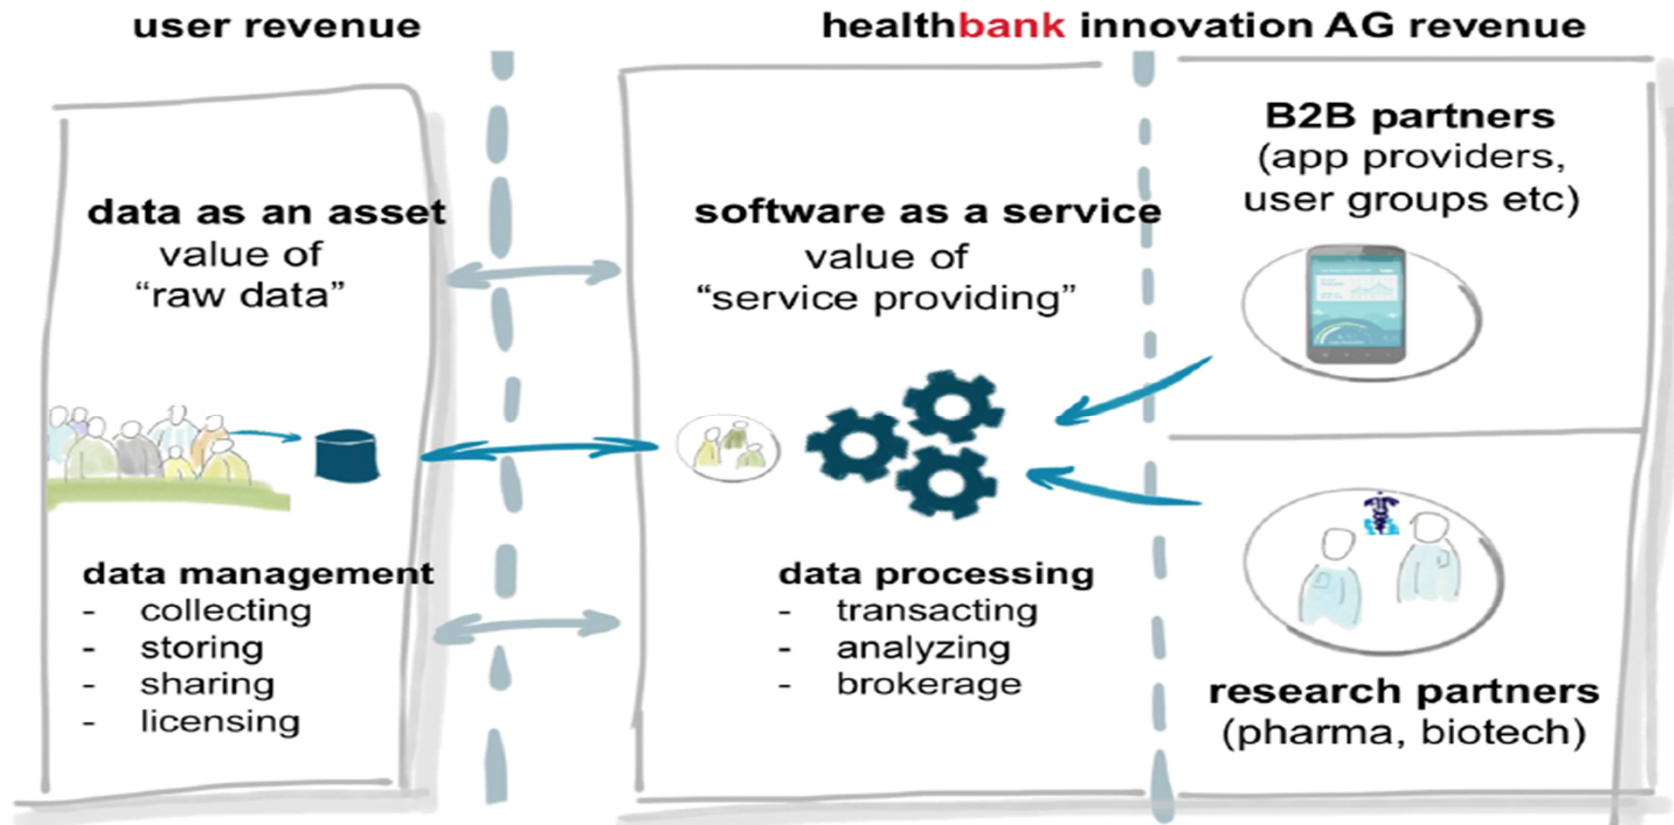 user revenue
healthbank innovation AG revenue
data as an asset
value of
“raw data”
data management
- collecting
- storing
- sharing
- licensing
software as a service
value of
“service providing”
data processing
- transacting
- analyzing
- brokerage
B2B partners
(app providers,
user groups etc)
research partners
(pharma, biotech)